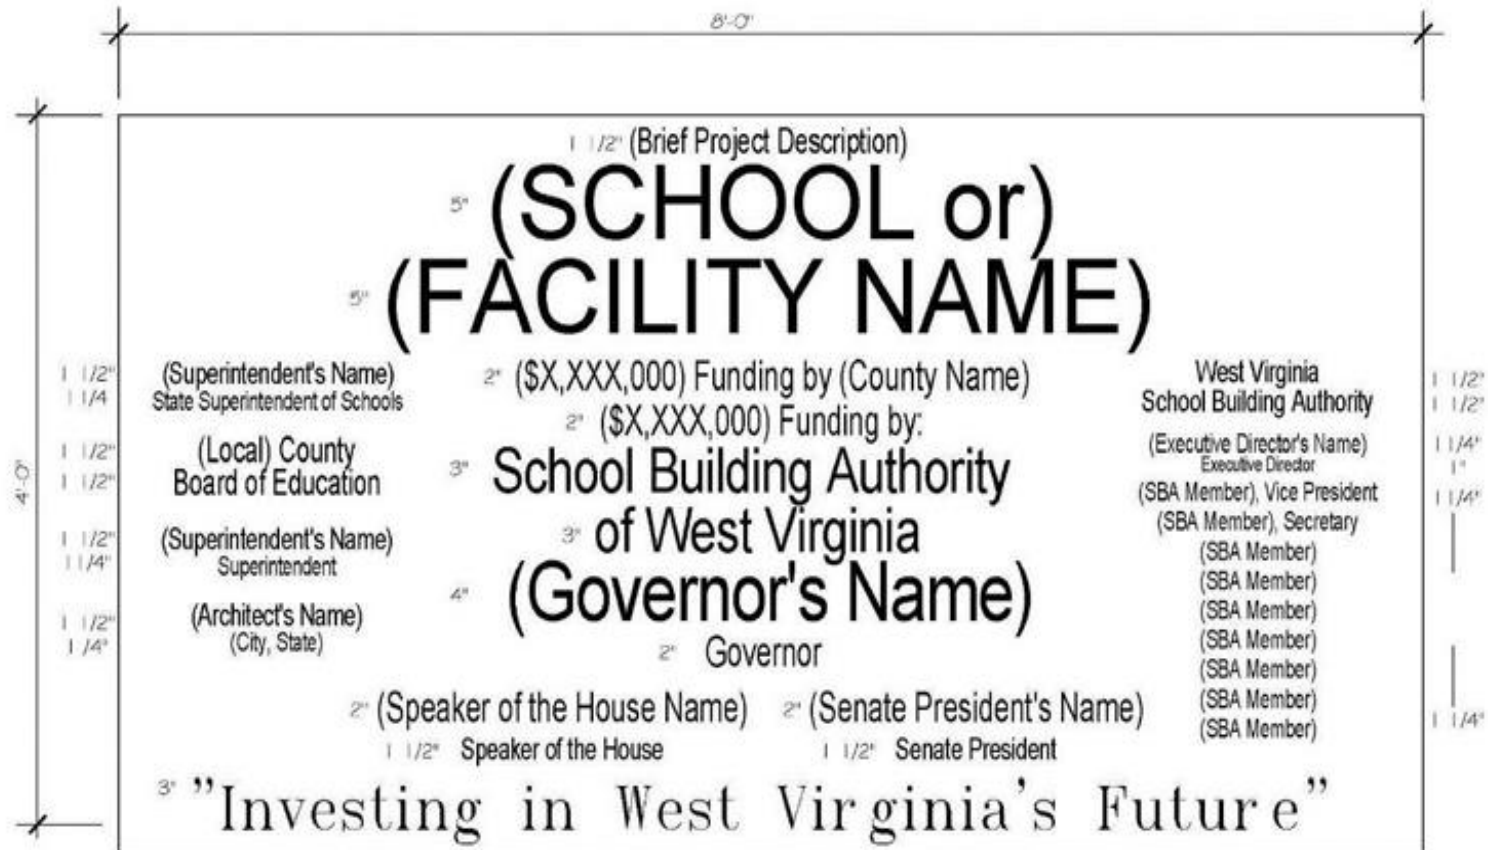 8'-0"
1 1/2" (Brief Project Description)
5" (SCHOOL or)
5" (FACILITY NAME)
4'-0"
1 1/2" (Superintendent's Name)
1 1/4 State Superintendent of Schools
1 1/2" (Local) County
1 1/2" Board of Education
1 1/2" (Superintendent's Name)
1 1/4" Superintendent
1 1/2" (Architect's Name)
1 /4" (City, State)
2" ($X,XXX,000) Funding by (County Name)
2" ($X,XXX,000) Funding by:
3" School Building Authority
3" of West Virginia
4" (Governor's Name)
2" Governor
2" (Speaker of the House Name) 2" (Senate President's Name)
1 1/2" Speaker of the House 1 1/2" Senate President
West Virginia 1 1/2"
School Building Authority 1 1/2"
(Executive Director's Name) 1 1/4"
Executive Director 1"
(SBA Member), Vice President 1 1/4"
(SBA Member), Secretary
(SBA Member)
(SBA Member)
(SBA Member)
(SBA Member)
(SBA Member)
(SBA Member)
(SBA Member) 1 1/4"
3" "Investing in West Virginia's Future"